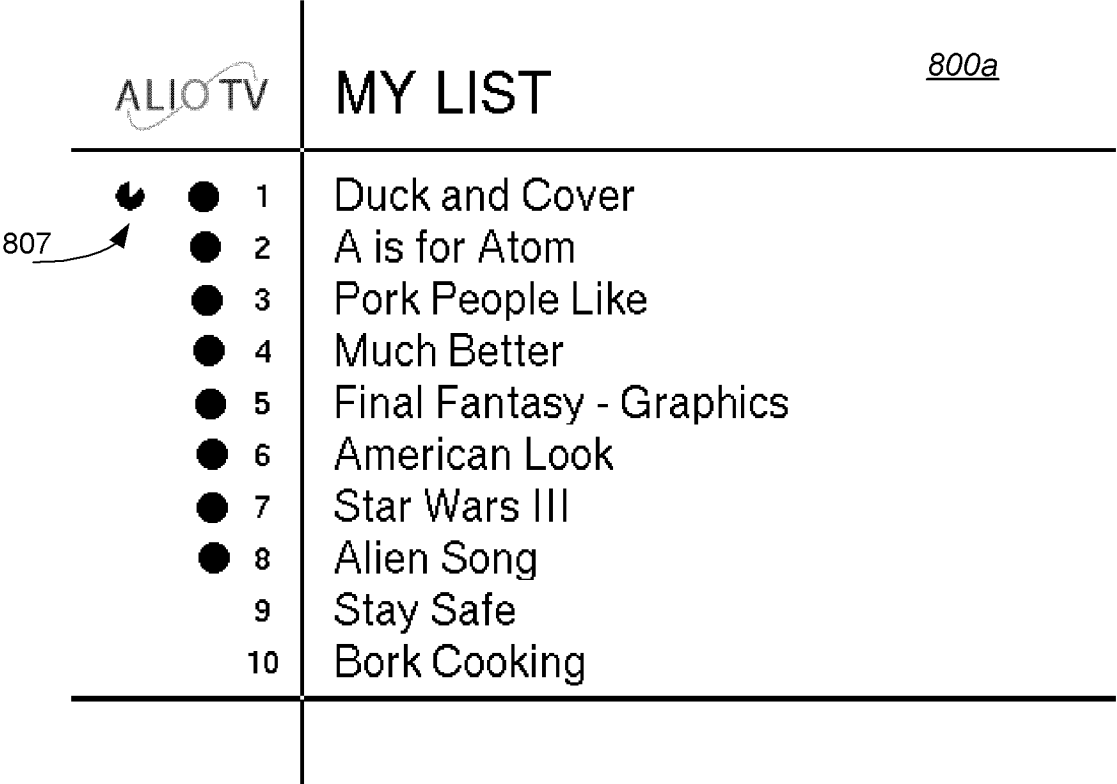 ALIO TV MY LIST 800a
1 Duck and Cover
807
2 A is for Atom
3 Pork People Like
4 Much Better
5 Final Fantasy - Graphics
6 American Look
7 Star Wars III
8 Alien Song
9 Stay Safe
10 Bork Cooking